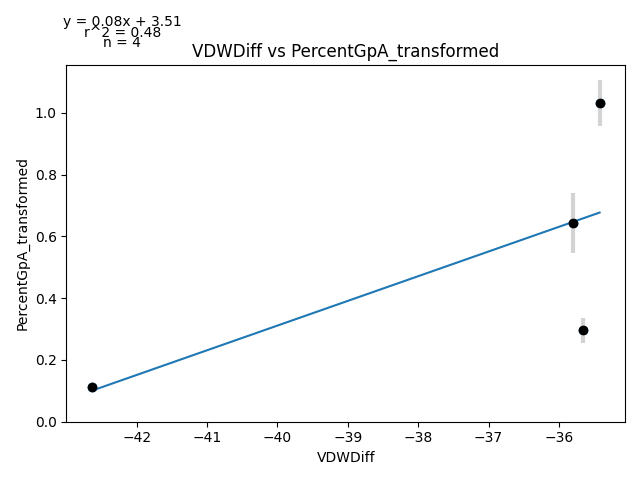 y = 0.08x + 3.51
r^2 = 0.48
n = 4
VDWDiff vs PercentGpA_transformed
PercentGpA_transformed
1.0
0.8
0.6
0.4
0.2
0.0
−42 −41 −40 −39 −38 −37 −36
VDWDiff